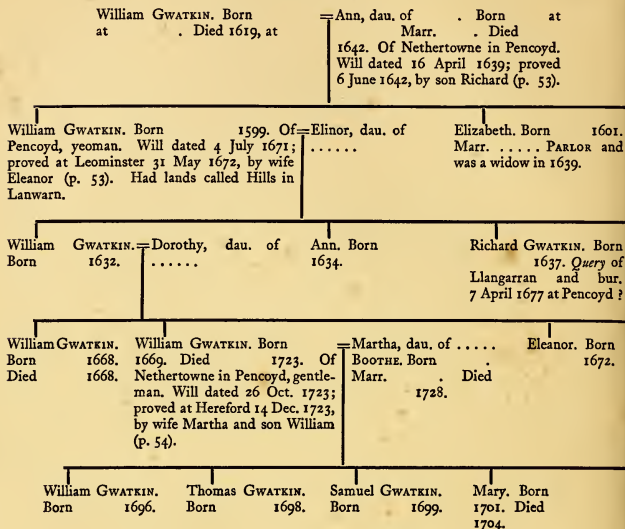 William GWATKIN. Born
at . Died 1619, at
=Ann, dau. of . Born at
Marr. . Died
1642. Of Nethertowne in Pencoyd.
Will dated 16 April 1639; proved
6 June 1642, by son Richard (p. 53).
William GWATKIN. Born 1599. Of
Pencoyd, yeoman. Will dated 4 July 1671;
proved at Leominster 31 May 1672, by wife
Eleanor (p. 53). Had lands called Hills in
Lanwarn.
=Elinor, dau. of
......
Elizabeth. Born 1601.
Marr. ..... PARLOR and
was a widow in 1639.
William GWATKIN.
Born 1632.
=Dorothy, dau. of
......
Ann. Born
1634.
Richard GWATKIN. Born
1637. Query of
Llangarran and bur.
7 April 1677 at Pencoyd ?
William GWATKIN.
Born 1668.
Died 1668.
William GWATKIN. Born
1669. Died 1723. Of
Nethertowne in Pencoyd, gentle-
man. Will dated 26 Oct. 1723;
proved at Hereford 14 Dec. 1723,
by wife Martha and son William
(p. 54).
=Martha, dau. of .....
BOOTHE. Born .
Marr. . Died
1728.
Eleanor. Born
1672.
William GWATKIN.
Born 1696.
Thomas GWATKIN.
Born 1698.
Samuel GWATKIN.
Born 1699.
Mary. Born
1701. Died
1704.